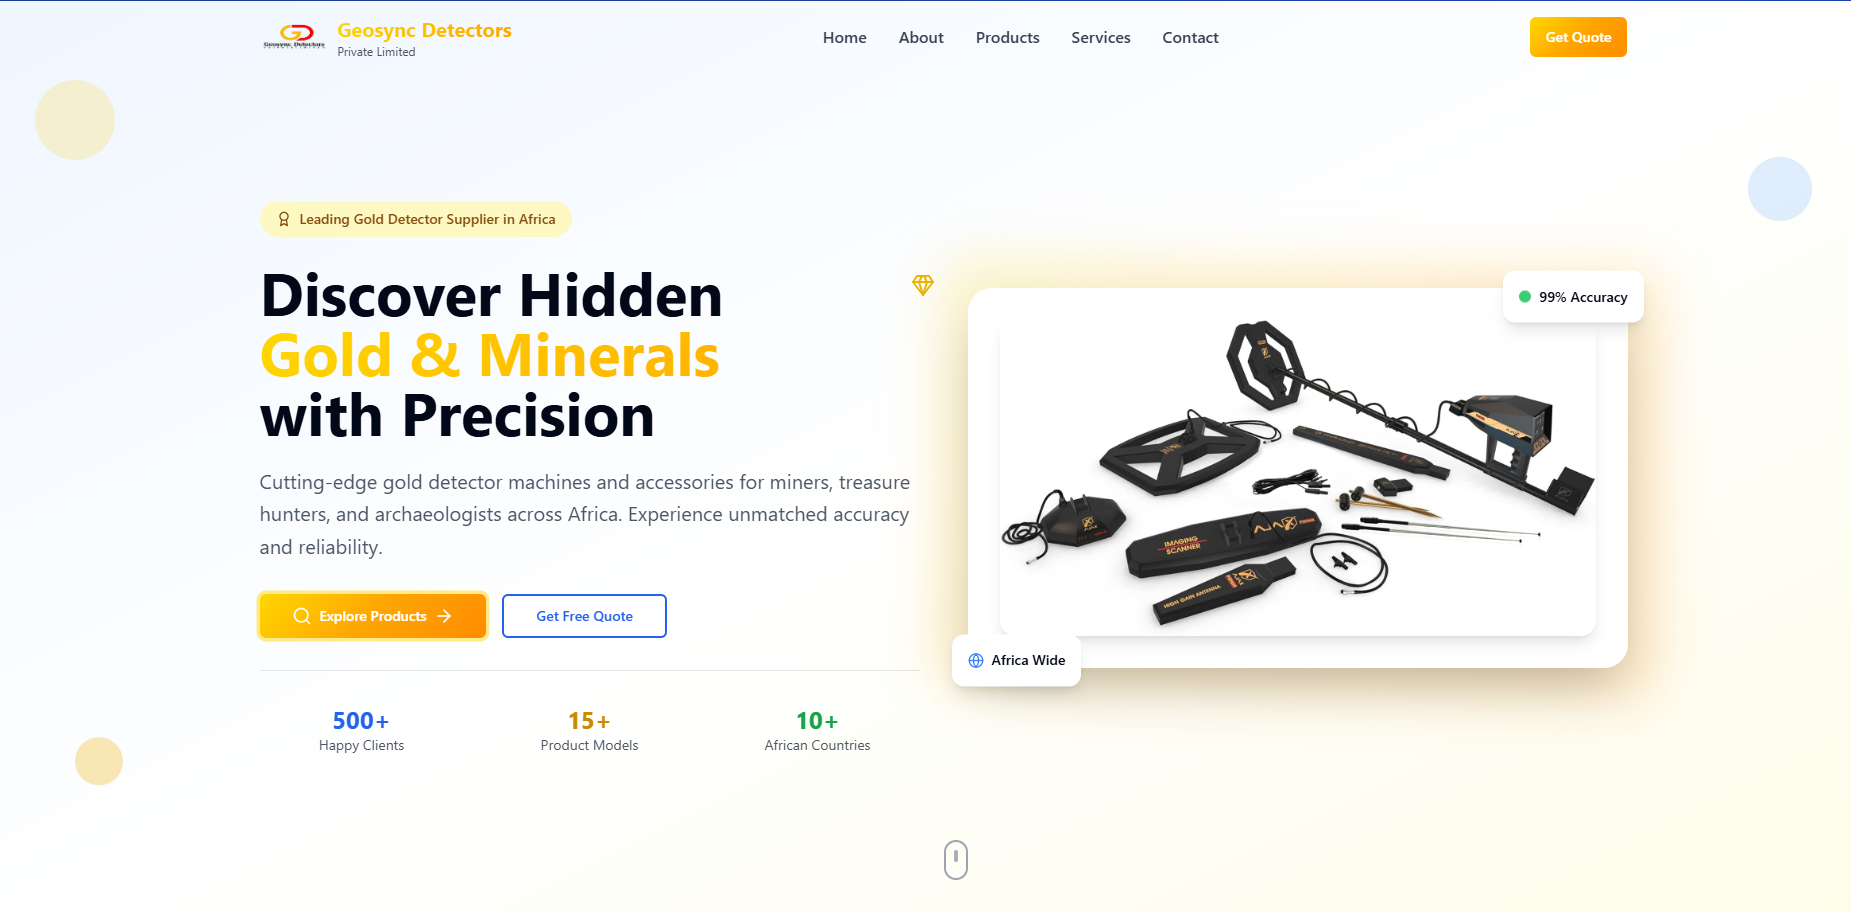 Geosync Detectors
Geosync Detectors
Private Limited
Home
About
Products
Services
Contact
Get Quote
Leading Gold Detector Supplier in Africa
Discover Hidden
Gold & Minerals
with Precision
Cutting-edge gold detector machines and accessories for miners, treasure
hunters, and archaeologists across Africa. Experience unmatched accuracy
and reliability.
Explore Products
Get Free Quote
500+
Happy Clients
15+
Product Models
10+
African Countries
99% Accuracy
IMAGING
SCANNER
HIGH GAIN ANTENNA
Africa Wide